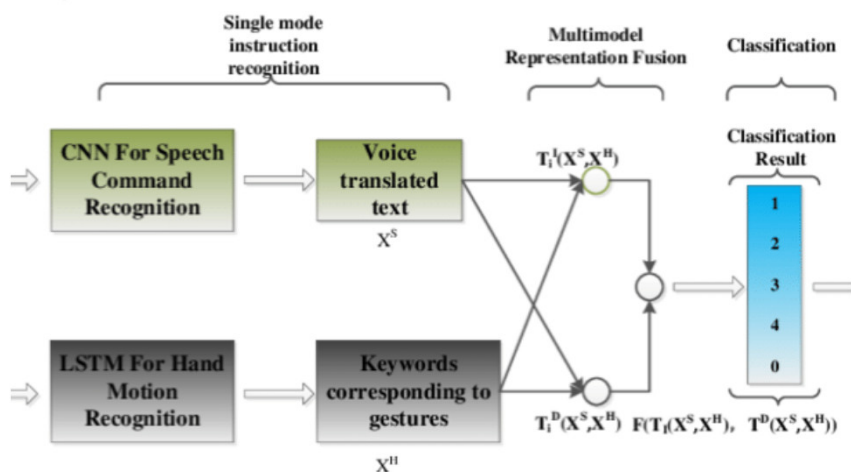 Single mode
instruction
recognition
Multimodel
Representation Fusion
Classification
CNN For Speech
Command
Recognition
Voice
translated
text
X^S
T_i^I(X^S,X^H)
Classification
Result
1
2
3
4
0
LSTM For Hand
Motion
Recognition
Keywords
corresponding to
gestures
X^H
T_i^D(X^S,X^H)
F(T_I(X^S,X^H), T^D(X^S,X^H))